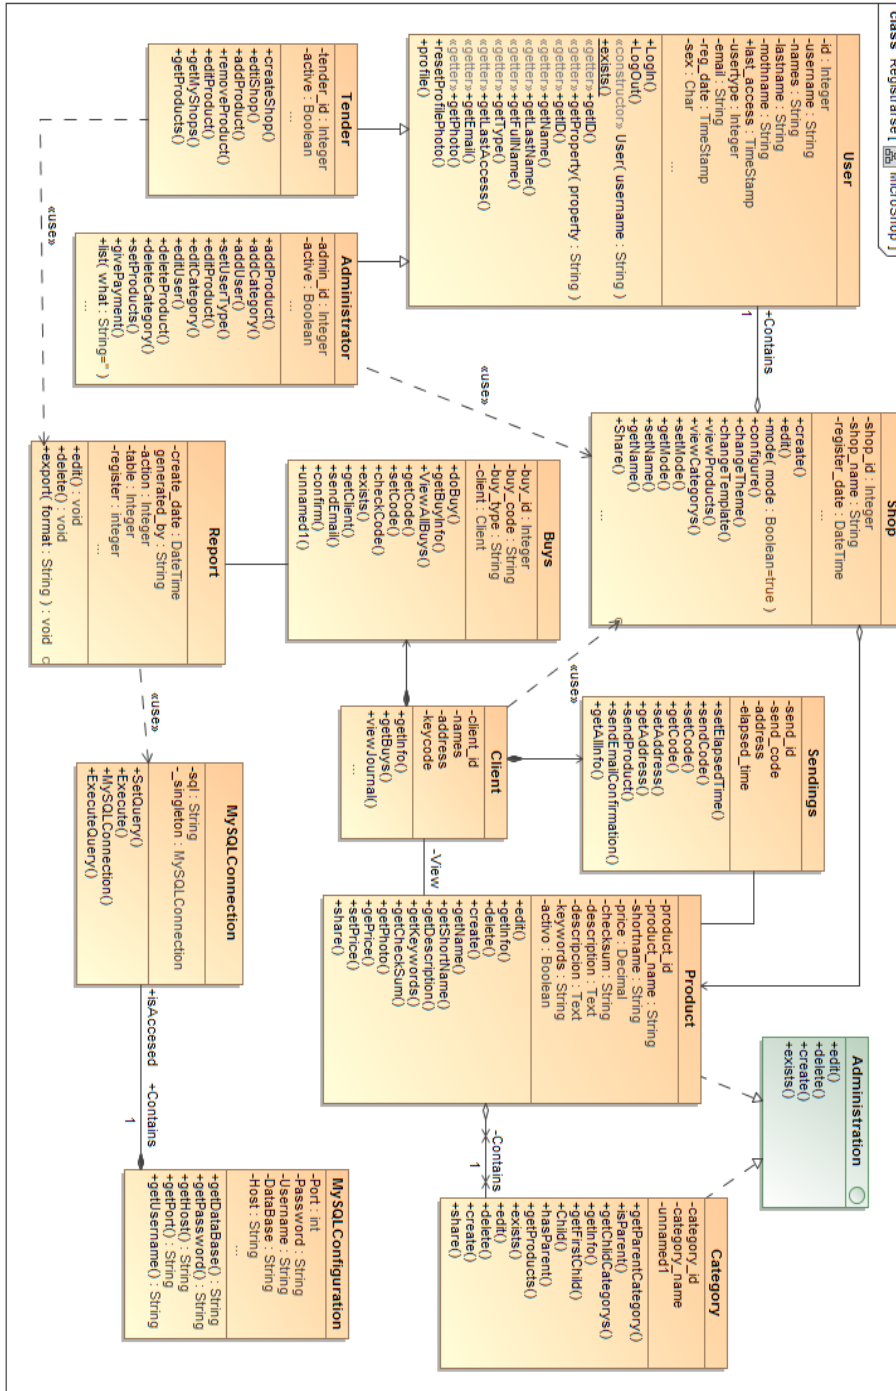 class Registrarse[ MicroShop ]
User
-id : Integer
-username : String
-names : String
-lastname : String
-mothname : String
+last_access : TimeStamp
-usertype : Integer
-email : String
-reg_date : TimeStamp
-sex : Char
...
+LogIn()
+LogOut()
«constructor» User( username : String )
+exists()
«getter» +getID()
«getter» +getProperty( property : String )
«getter» +getID()
«getter» +getName()
«getter» +getLastName()
«getter» +getFullName()
«getter» +getType()
«getter» +getLastAccess()
«getter» +getEmail()
«getter» +getPhoto()
+resetProfilePhoto()
+profile()
+Contains
1
Shop
-shop_id : Integer
-shop_name : String
-register_date : DateTime
...
+create()
+edit()
+mode( mode : Boolean=true )
+configure()
+changeTheme()
+changeTemplate()
+viewProducts()
+viewCategorys()
+setMode()
+getMode()
+setName()
+getName()
+Share()
...
Tender
-tender_id : Integer
-active : Boolean
...
+createShop()
+edtiShop()
+addProduct()
+removeProduct()
+editProduct()
+getMyShops()
+getProducts()
«use»
Administrator
-admin_id : Integer
-active : Boolean
...
+addProduct()
+addCategory()
+addUser()
+setUserType()
+editProduct()
+editCategory()
+editUser()
+deleteProduct()
+deleteCategory()
+setProducts()
+givePayment()
+list( what : String='' )
...
«use»
Buys
-buy_id : Integer
-buy_code : String
-buy_type : String
-client : Client
+doBuy()
+getBuyInfo()
+ViewAllBuys()
+getCode()
+setCode()
+checkCode()
+exists()
+getClient()
+sendEmail()
+confirm()
+unnamed1()
Report
-create_date : DateTime
generated_by : String
-action : Integer
-table : Integer
-register : integer
...
+edit() : void
+delete() : void
+export( format : String ) : void
«use»
«use»
Sendings
-send_id
-send_code
-address
-elapsed_time
+setElapsedTime()
+sendCode()
+setCode()
+getCode()
+setAddress()
+getAddress()
+sendProduct()
+sendEmailConfirmation()
+getAllInfo()
Client
-client_id
-names
-address
-keycode
+getInfo()
+getBuys()
+viewJournal()
...
-View
MySQLConnection
-sql : String
-_singleton : MySQLConnection
+SetQuery()
+Execute()
+MySQLConnection()
+ExecuteQuery()
+isAccesed
+Contains
1
Product
-product_id
-product_name : String
-shortname : String
-price : Decimal
-checksum : String
-description : Text
-descripcion : Text
-keywords : String
-activo : Boolean
+edit()
+getInfo()
+delete()
+create()
+getName()
+getShortName()
+getDescription()
+getKeywords()
+getCheckSum()
+getPhoto()
+gePrice()
+setPrice()
+share()
-Contains
1
Administration
+edit()
+delete()
+create()
+exists()
Category
-category_id
-category_name
-unnamed1
+getParentCategory()
+isParent()
+getChlidCategorys()
+getInfo()
+getFirstChild()
+Child()
+hasParent()
+getProducts()
+exists()
+edit()
+delete()
+create()
+share()
MySQLConfiguration
-Port : int
-Password : String
-Username : String
-DataBase : String
-Host : String
...
+getDataBase() : String
+getPassword() : String
+getHost() : String
+getPort() : String
+getUsername() : String